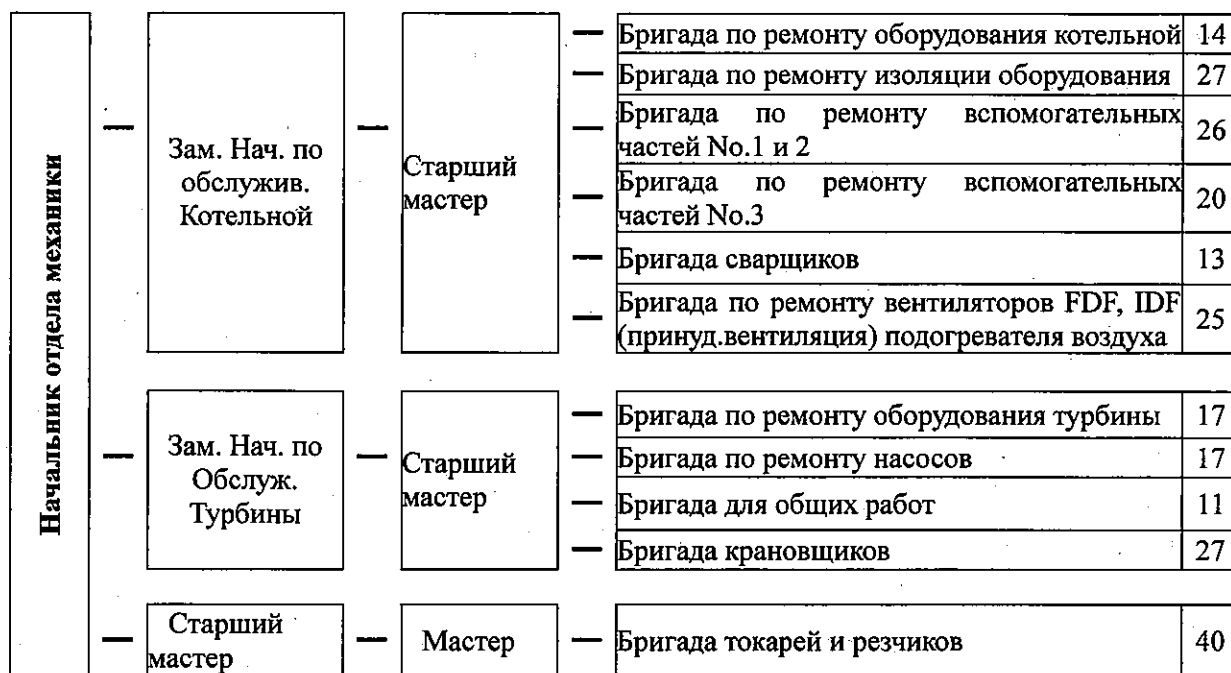 Начальник отдела механики
Зам. Нач. по
обслужив.
Котельной
Старший
мастер
Бригада по ремонту оборудования котельной 14
Бригада по ремонту изоляции оборудования 27
Бригада по ремонту вспомогательных
частей No.1 и 2 26
Бригада по ремонту вспомогательных
частей No.3 20
Бригада сварщиков 13
Бригада по ремонту вентиляторов FDF, IDF
(принуд.вентиляция) подогревателя воздуха 25
Зам. Нач. по
Обслуж.
Турбины
Старший
мастер
Бригада по ремонту оборудования турбины 17
Бригада по ремонту насосов 17
Бригада для общих работ 11
Бригада крановщиков 27
Старший
мастер
Мастер
Бригада токарей и резчиков 40